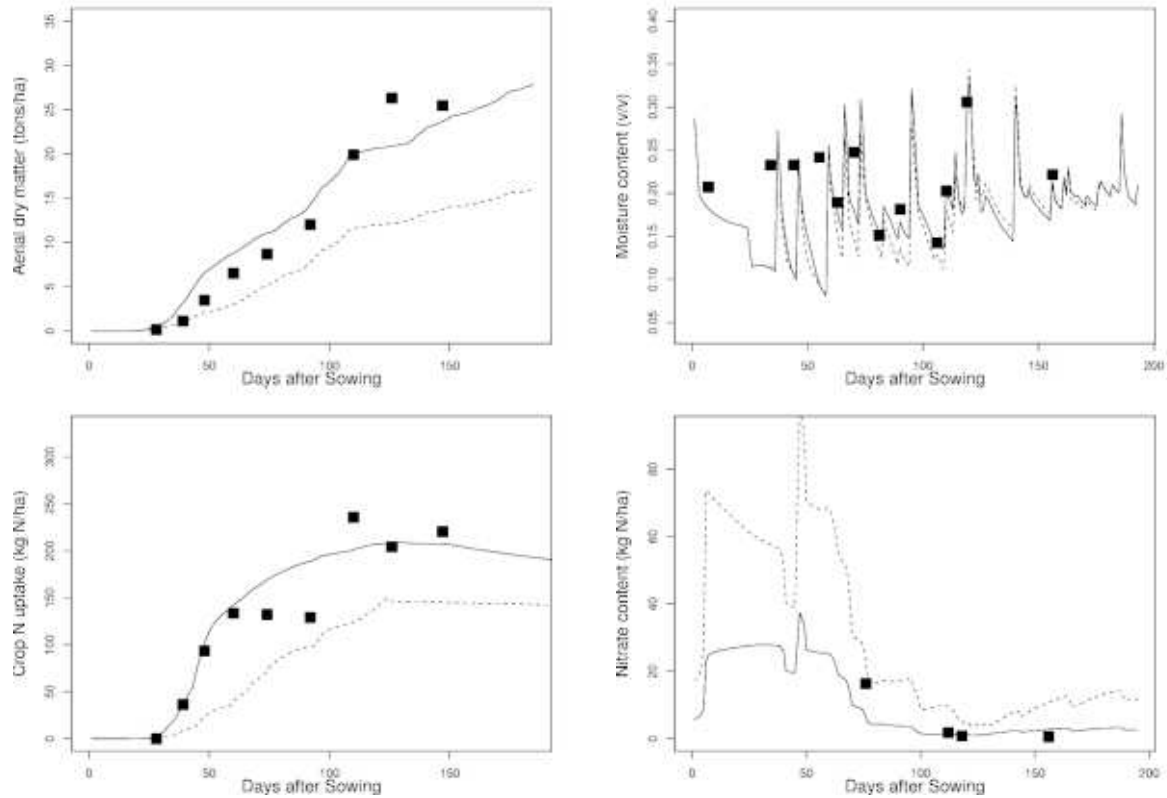 Aerial dry matter (tons/ha)
0 5 10 15 20 25 30 35
0 50 100 150
Days after Sowing
Moisture content (v/v)
0.05 0.10 0.15 0.20 0.25 0.30 0.35 0.40
0 50 100 150 200
Days after Sowing
Crop N uptake (kg N/ha)
0 50 100 150 200 250 300
0 50 100 150
Days after Sowing
Nitrate content (kg N/ha)
0 20 40 60 80
0 50 100 150 200
Days after Sowing